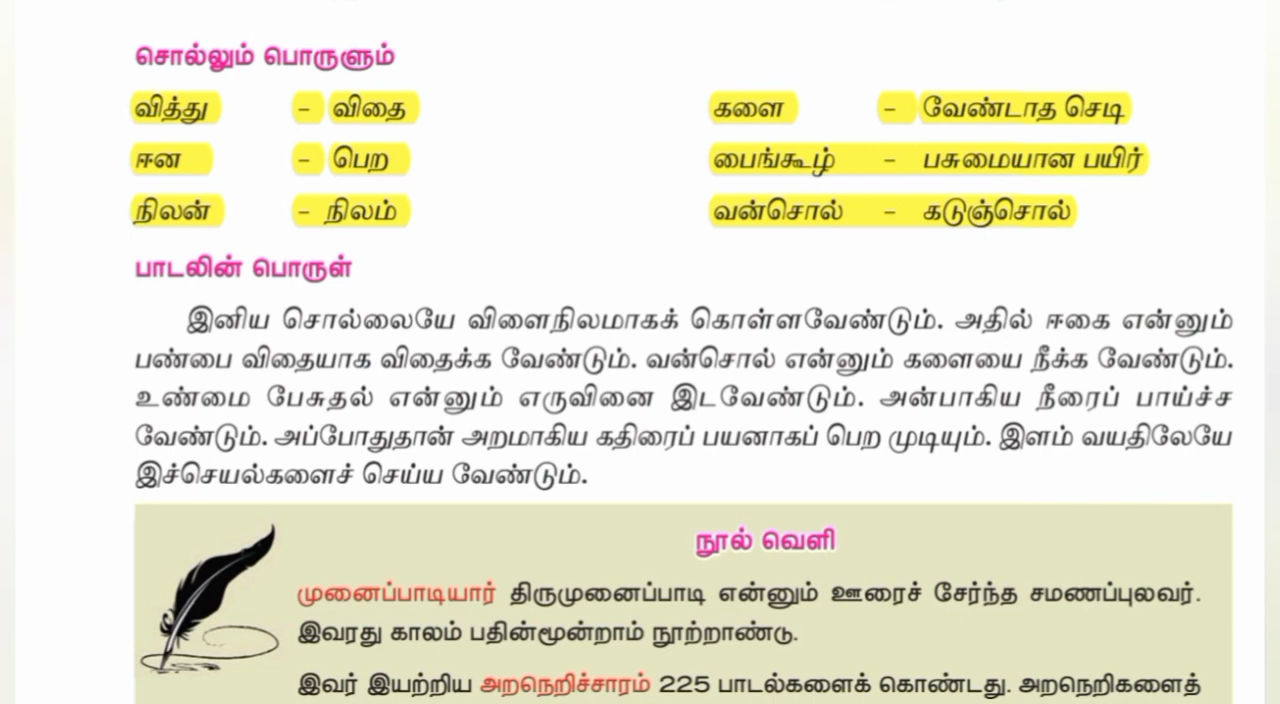 சொல்லும் பொருளும்
வித்து – விதை களை – வேண்டாத செடி
ஈன – பெற பைங்கூழ் – பசுமையான பயிர்
நிலன் – நிலம் வன்சொல் – கடுஞ்சொல்
பாடலின் பொருள்
இனிய சொல்லையே விளைநிலமாகக் கொள்ளவேண்டும். அதில் ஈகை என்னும்
பண்பை விதையாக விதைக்க வேண்டும். வன்சொல் என்னும் களையை நீக்க வேண்டும்.
உண்மை பேசுதல் என்னும் எருவினை இடவேண்டும். அன்பாகிய நீரைப் பாய்ச்ச
வேண்டும். அப்போதுதான் அறமாகிய கதிரைப் பயனாகப் பெற முடியும். இளம் வயதிலேயே
இச்செயல்களைச் செய்ய வேண்டும்.
நூல் வெளி
முனைப்பாடியார் திருமுனைப்பாடி என்னும் ஊரைச் சேர்ந்த சமணப்புலவர்.
இவரது காலம் பதின்மூன்றாம் நூற்றாண்டு.
இவர் இயற்றிய அறநெறிச்சாரம் 225 பாடல்களைக் கொண்டது. அறநெறிகளைத்